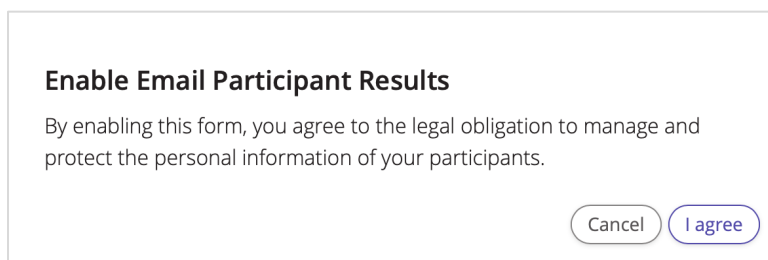 Enable Email Participant Results
By enabling this form, you agree to the legal obligation to manage and
protect the personal information of your participants.
Cancel I agree